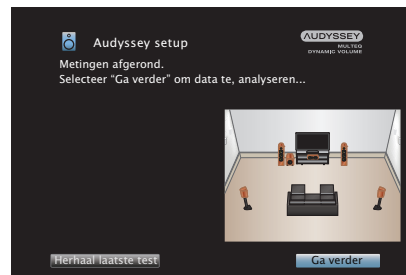 Audyssey setup
AUDYSSEY
MULTEQ
DYNAMIC VOLUME
Metingen afgerond.
Selecteer “Ga verder” om data te, analyseren...
Herhaal laatste test
Ga verder